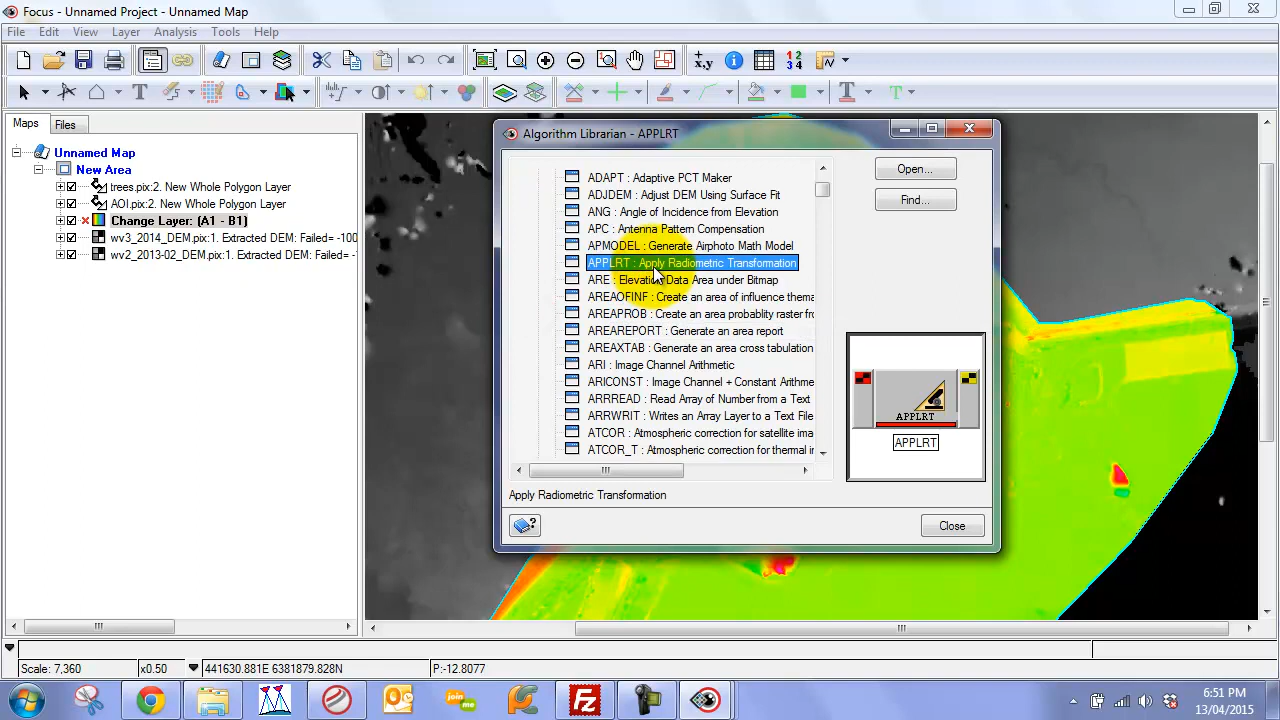 Focus - Unnamed Project - Unnamed Map
File Edit View Layer Analysis Tools Help
x,y
1 2
3 4
Maps Files
Unnamed Map
New Area
trees.pix:2. New Whole Polygon Layer
AOI.pix:2. New Whole Polygon Layer
Change Layer: (A1 - B1)
wv3_2014_DEM.pix:1. Extracted DEM: Failed= -100
wv2_2013-02_DEM.pix:1. Extracted DEM: Failed= -
Algorithm Librarian - APPLRT
ADAPT : Adaptive PCT Maker
ADJDEM : Adjust DEM Using Surface Fit
ANG : Angle of Incidence from Elevation
APC : Antenna Pattern Compensation
APMODEL : Generate Airphoto Math Model
APPLRT : Apply Radiometric Transformation
ARE : Elevation Data Area under Bitmap
AREAOFINF : Create an area of influence thema
AREAPROB : Create an area probablity raster fro
AREAREPORT : Generate an area report
AREAXTAB : Generate an area cross tabulation
ARI : Image Channel Arithmetic
ARICONST : Image Channel + Constant Arithme
ARRREAD : Read Array of Number from a Text
ARRWRIT : Writes an Array Layer to a Text File
ATCOR : Atmospheric correction for satellite ima
ATCOR_T : Atmospheric correction for thermal i
Open...
Find...
APPLRT
APPLRT
Apply Radiometric Transformation
Close
Scale: 7,360 x0.50 441630.881E 6381879.828N P:-12.8077
join me
6:51 PM
13/04/2015